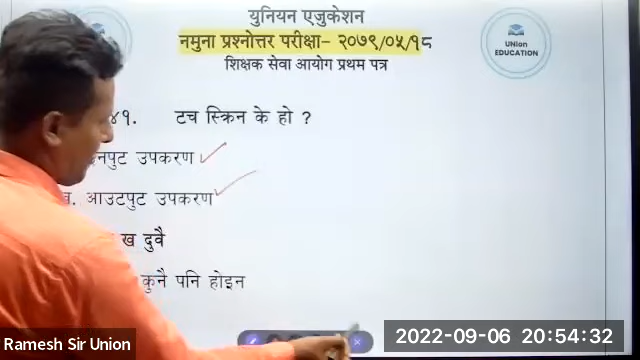 युनियन एजुकेशन
नमुना प्रश्नोत्तर परीक्षा- २०७९/०५/१८
शिक्षक सेवा आयोग प्रथम पत्र
UNion
EDUCATION
४१. टच स्क्रिन के हो ?
उपकरण
आउटपुट उपकरण
ख दुवै
कुनै पनि होइन
Ramesh Sir Union
2022-09-06 20:54:32